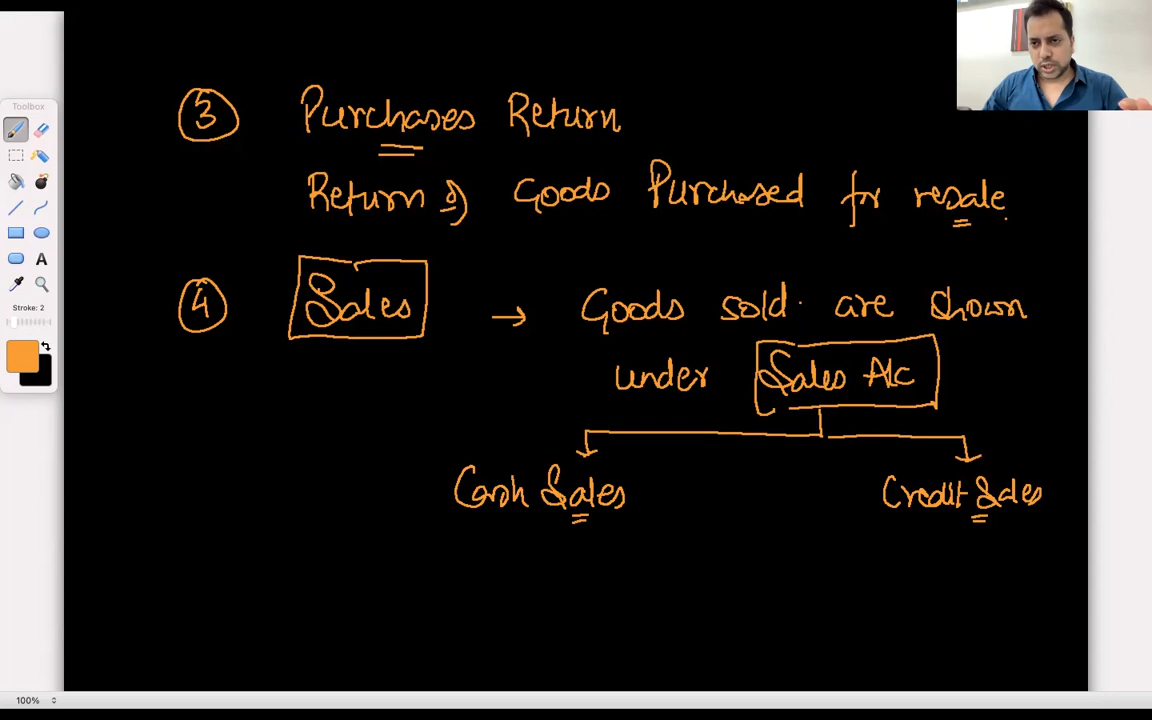 Toolbox
③ Purchases Return
Return of Goods Purchased for resale.
④ Sales → Goods sold are shown
under Sales A/c
Cash Sales Credit Sales
A
Stroke: 2
100%